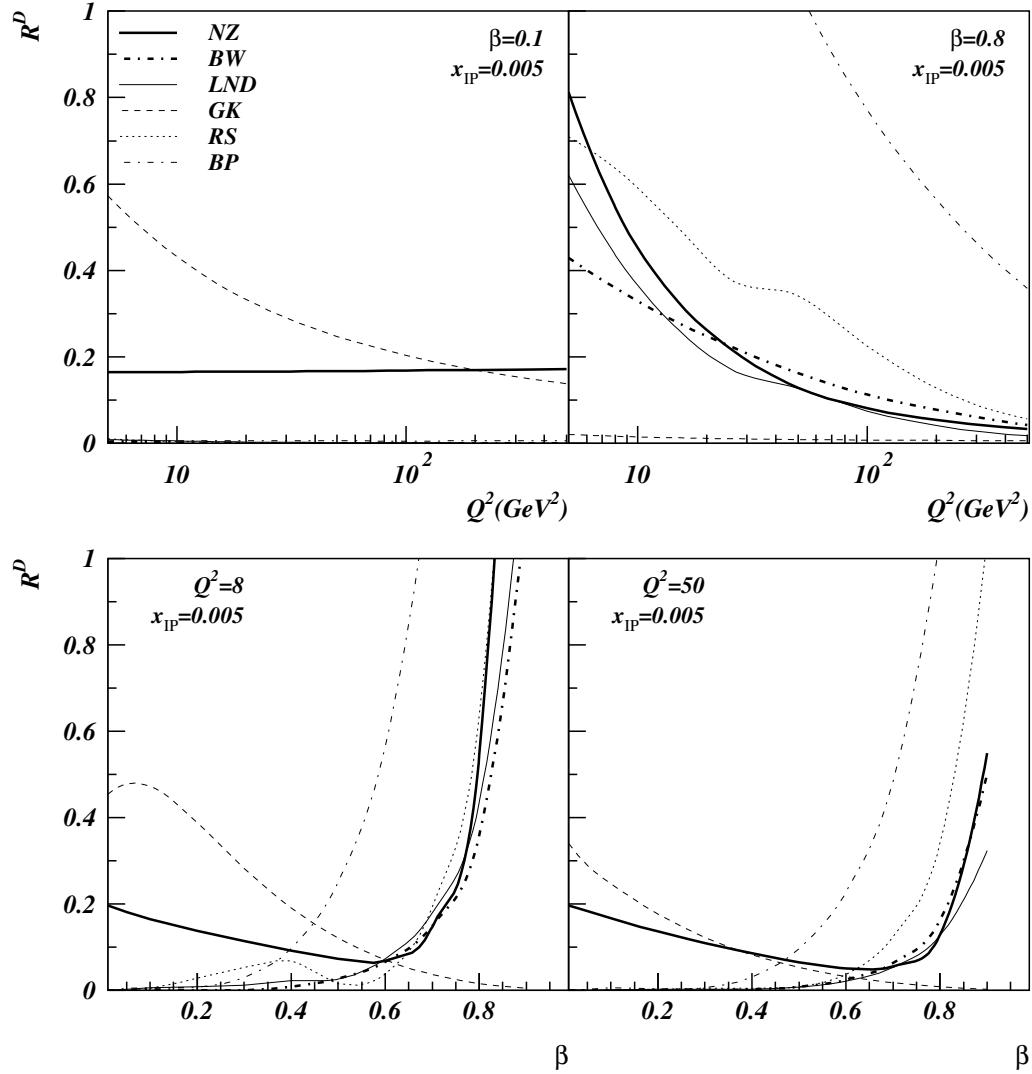 R^D
1
0.8
0.6
0.4
0.2
0
NZ
BW
LND
GK
RS
BP
β=0.1
x_IP=0.005
β=0.8
x_IP=0.005
10
10^2
10
10^2
Q^2(GeV^2)
Q^2(GeV^2)
R^D
1
0.8
0.6
0.4
0.2
0
Q^2=8
x_IP=0.005
Q^2=50
x_IP=0.005
0.2
0.4
0.6
0.8
0.2
0.4
0.6
0.8
β
β